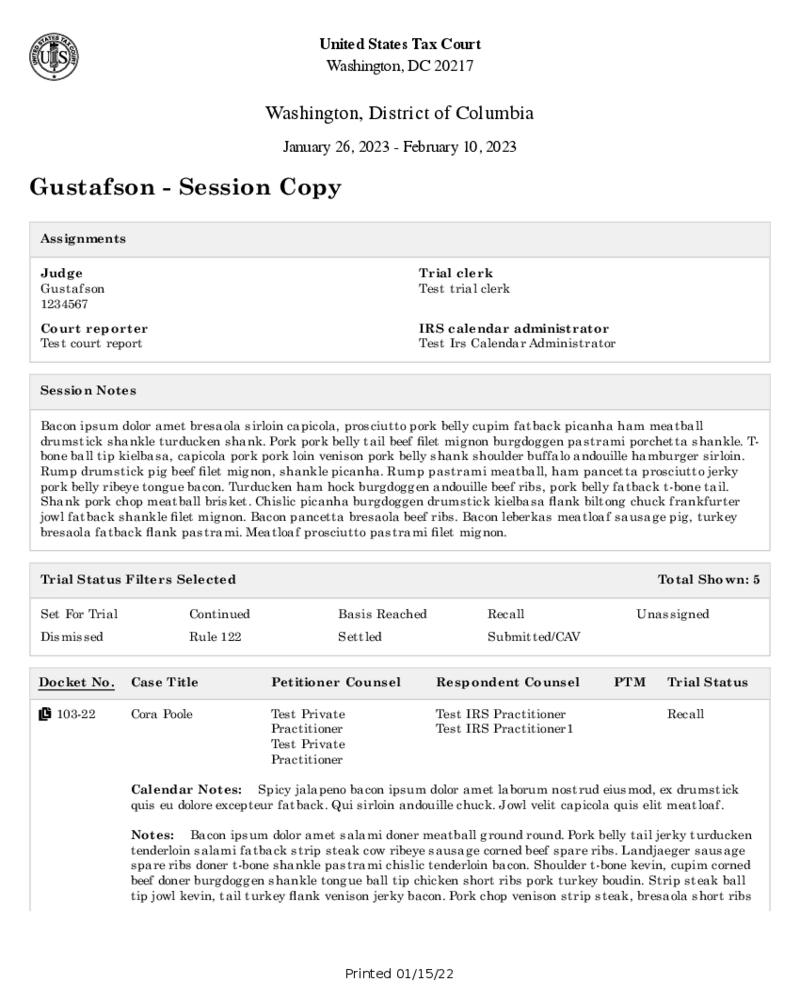 UNITED STATES TAX COURT
US
United States Tax Court
Washington, DC 20217
Washington, District of Columbia
January 26, 2023 - February 10, 2023
Gustafson - Session Copy
Assignments
Judge
Gustafson
1234567
Trial clerk
Test trial clerk
Court reporter
Test court report
IRS calendar administrator
Test Irs Calendar Administrator
Session Notes
Bacon ipsum dolor amet bresaola sirloin capicola, prosciutto pork belly cupim fatback picanha ham meatball
drumstick shankle turducken shank. Pork pork belly tail beef filet mignon burgdoggen pastrami porchetta shankle. T-
bone ball tip kielbasa, capicola pork pork loin venison pork belly shank shoulder buffalo andouille hamburger sirloin.
Rump drumstick pig beef filet mignon, shankle picanha. Rump pastrami meatball, ham pancetta prosciutto jerky
pork belly ribeye tongue bacon. Turducken ham hock burgdoggen andouille beef ribs, pork belly fatback t-bone tail.
Shank pork chop meatball brisket. Chislic picanha burgdoggen drumstick kielbasa flank biltong chuck frankfurter
jowl fatback shankle filet mignon. Bacon pancetta bresaola beef ribs. Bacon leberkas meatloaf sausage pig, turkey
bresaola fatback flank pastrami. Meatloaf prosciutto pastrami filet mignon.
Trial Status Filters Selected Total Shown: 5
Set For Trial Continued Basis Reached Recall Unassigned
Dismissed Rule 122 Settled Submitted/CAV
Docket No. Case Title Petitioner Counsel Respondent Counsel PTM Trial Status
103-22 Cora Poole Test Private Test IRS Practitioner Recall
Practitioner Test IRS Practitioner1
Test Private
Practitioner
Calendar Notes: Spicy jalapeno bacon ipsum dolor amet laborum nostrud eiusmod, ex drumstick
quis eu dolore excepteur fatback. Qui sirloin andouille chuck. Jowl velit capicola quis elit meatloaf.
Notes: Bacon ipsum dolor amet salami doner meatball ground round. Pork belly tail jerky turducken
tenderloin salami fatback strip steak cow ribeye sausage corned beef spare ribs. Landjaeger sausage
spare ribs doner t-bone shankle pastrami chislic tenderloin bacon. Shoulder t-bone kevin, cupim corned
beef doner burgdoggen shankle tongue ball tip chicken short ribs pork turkey boudin. Strip steak ball
tip jowl kevin, tail turkey flank venison jerky bacon. Pork chop venison strip steak, bresaola short ribs
Printed 01/15/22